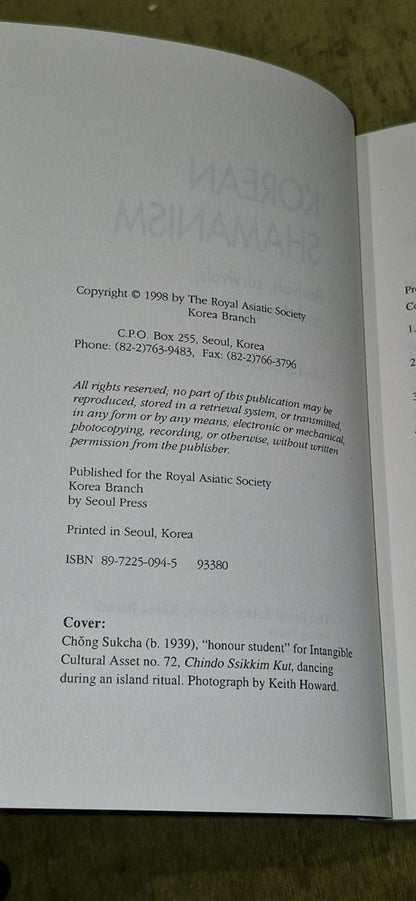 Copyright © 1998 by The Royal Asiatic Society
Korea Branch
C.P.O. Box 255, Seoul, Korea
Phone: (82-2)763-9483, Fax: (82-2)766-3796
All rights reserved; no part of this publication may be
reproduced, stored in a retrieval system, or transmitted,
in any form or by any means, electronic or mechanical,
photocopying, recording, or otherwise, without written
permission from the publisher.
Published for the Royal Asiatic Society
Korea Branch
by Seoul Press
Printed in Seoul, Korea
ISBN 89-7225-094-5 93380
Cover:
Chŏng Sukcha (b. 1939), “honour student” for Intangible
Cultural Asset no. 72, Chindo Ssikkim Kut, dancing
during an island ritual. Photograph by Keith Howard.
KOREAN
SHAMANISM
1.
2